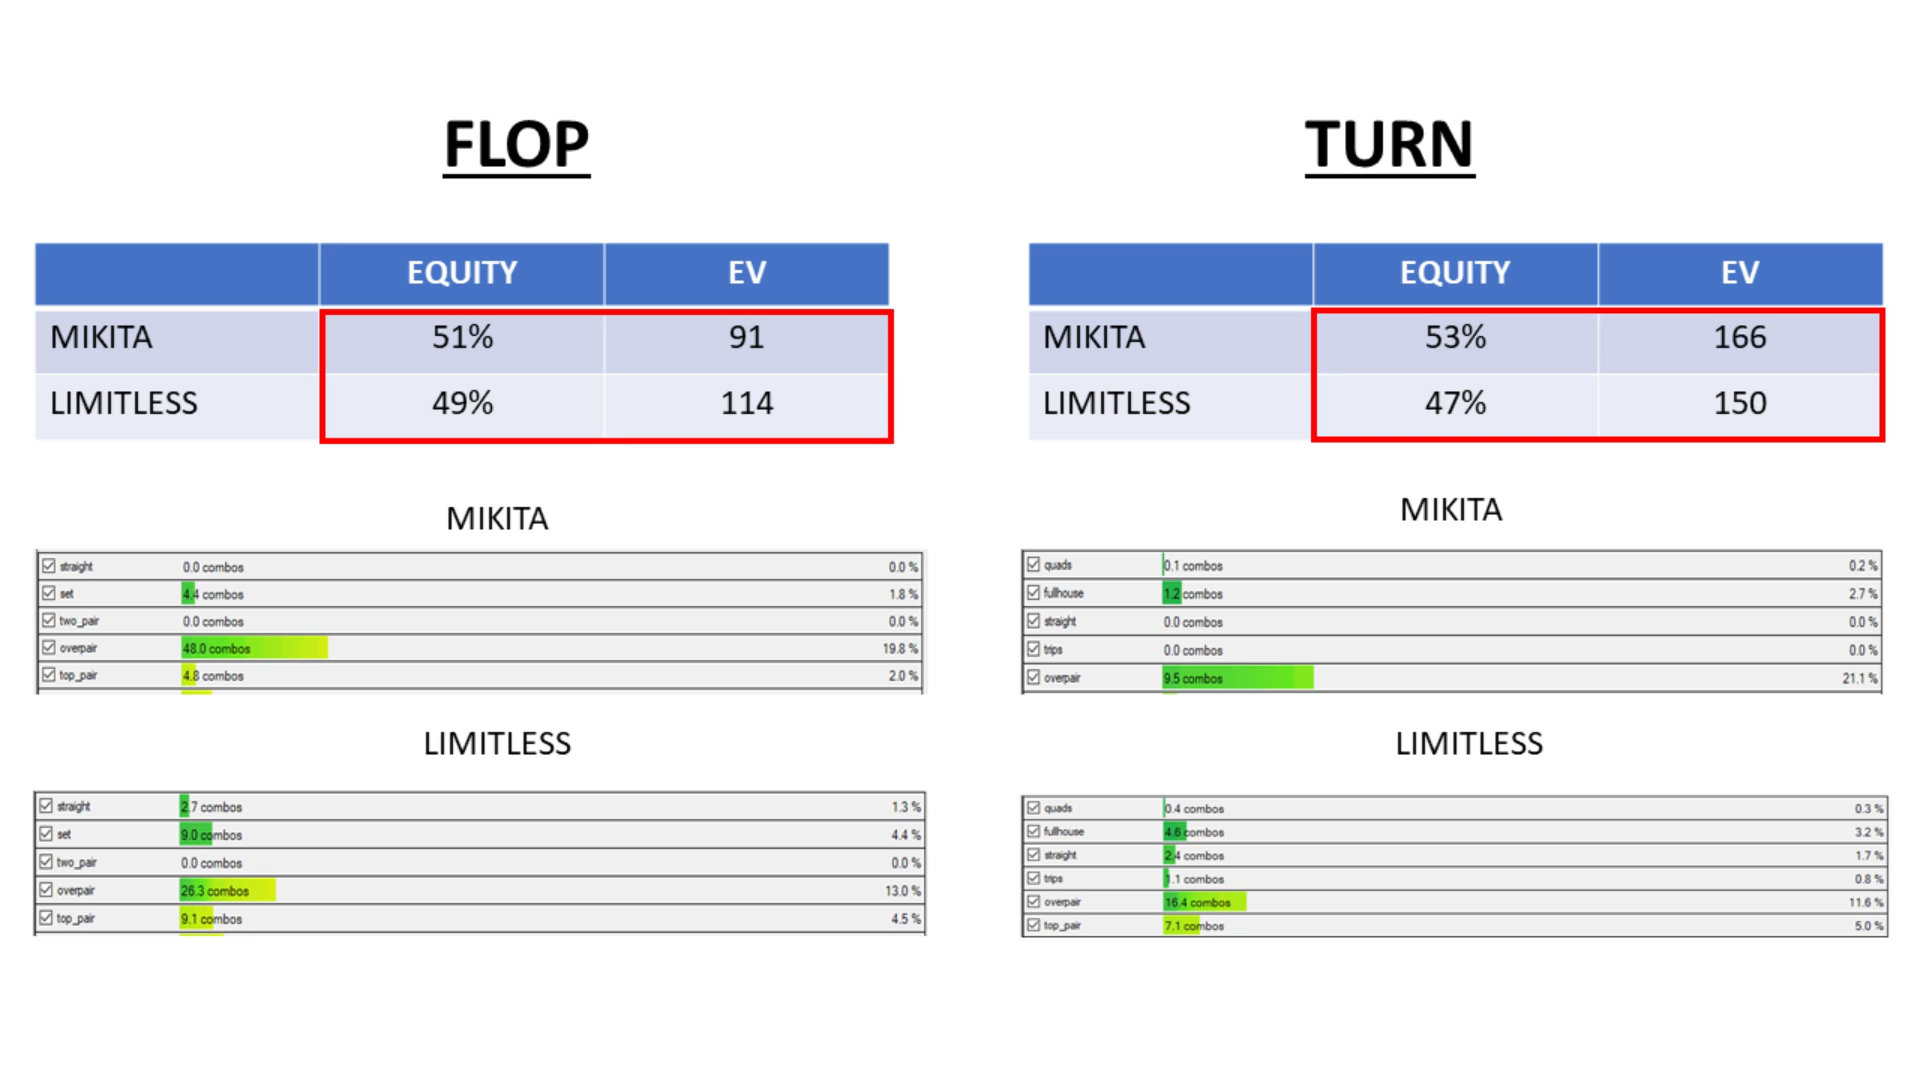 FLOP
EQUITY EV
MIKITA 51% 91
LIMITLESS 49% 114
MIKITA
straight 0.0 combos 0.0 %
set 4.4 combos 1.8 %
two_pair 0.0 combos 0.0 %
overpair 48.0 combos 19.8 %
top_pair 4.8 combos 2.0 %
LIMITLESS
straight 2.7 combos 1.3 %
set 9.0 combos 4.4 %
two_pair 0.0 combos 0.0 %
overpair 26.3 combos 13.0 %
top_pair 9.1 combos 4.5 %
TURN
EQUITY EV
MIKITA 53% 166
LIMITLESS 47% 150
MIKITA
quads 0.1 combos 0.2 %
fullhouse 1.2 combos 2.7 %
straight 0.0 combos 0.0 %
trips 0.0 combos 0.0 %
overpair 9.5 combos 21.1 %
LIMITLESS
quads 0.4 combos 0.3 %
fullhouse 4.6 combos 3.2 %
straight 2.4 combos 1.7 %
trips 1.1 combos 0.8 %
overpair 16.4 combos 11.6 %
top_pair 7.1 combos 5.0 %